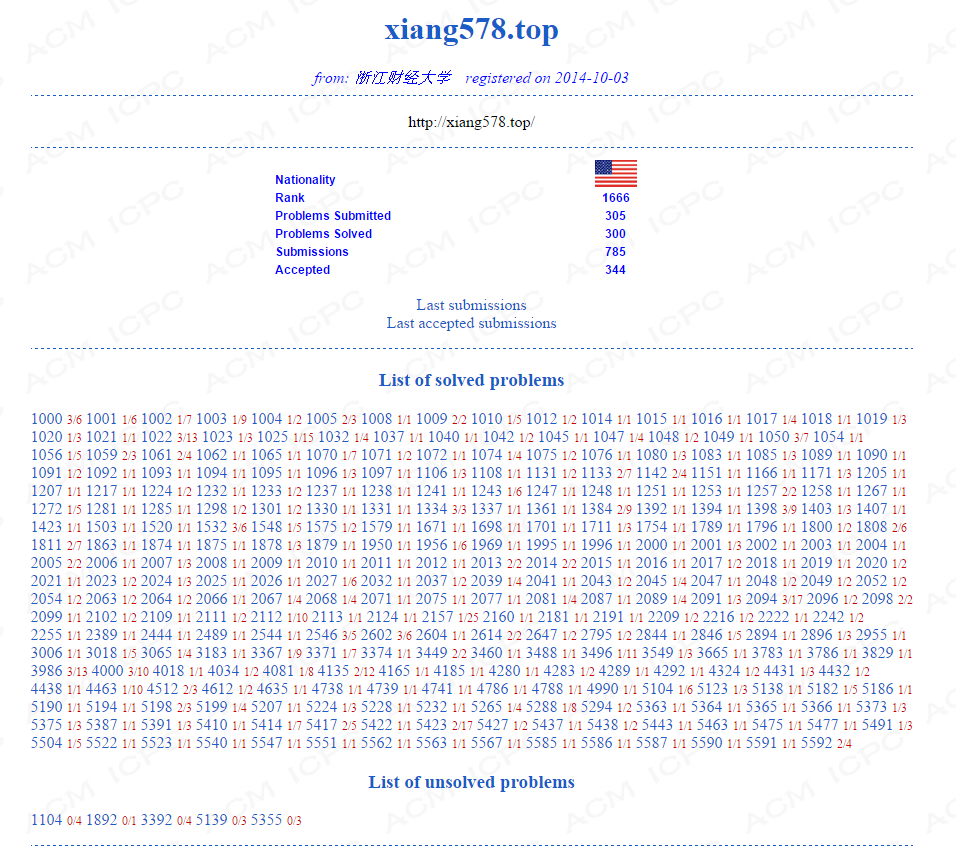 xiang578.top
from: 浙江财经大学 registered on 2014-10-03
http://xiang578.top/
Nationality
Rank 1666
Problems Submitted 305
Problems Solved 300
Submissions 785
Accepted 344
Last submissions
Last accepted submissions
List of solved problems
1000 3/6 1001 1/6 1002 1/7 1003 1/9 1004 1/2 1005 2/3 1008 1/1 1009 2/2 1010 1/5 1012 1/2 1014 1/1 1015 1/1 1016 1/1 1017 1/4 1018 1/1 1019 1/3
1020 1/3 1021 1/1 1022 3/13 1023 1/3 1025 1/15 1032 1/4 1037 1/1 1040 1/1 1042 1/2 1045 1/1 1047 1/4 1048 1/2 1049 1/1 1050 3/7 1054 1/1
1056 1/5 1059 2/3 1061 2/4 1062 1/1 1065 1/1 1070 1/7 1071 1/2 1072 1/1 1074 1/4 1075 1/2 1076 1/1 1080 1/3 1083 1/1 1085 1/3 1089 1/1 1090 1/1
1091 1/2 1092 1/1 1093 1/1 1094 1/1 1095 1/1 1096 1/3 1097 1/1 1106 1/3 1108 1/1 1131 1/2 1133 2/7 1142 2/4 1151 1/1 1166 1/1 1171 1/3 1205 1/1
1207 1/1 1217 1/1 1224 1/2 1232 1/1 1233 1/2 1237 1/1 1238 1/1 1241 1/1 1243 1/6 1247 1/1 1248 1/1 1251 1/1 1253 1/1 1257 2/2 1258 1/1 1267 1/1
1272 1/5 1281 1/1 1285 1/1 1298 1/2 1301 1/2 1330 1/1 1331 1/1 1334 3/3 1337 1/1 1361 1/1 1384 2/9 1392 1/1 1394 1/1 1398 3/9 1403 1/3 1407 1/1
1423 1/1 1503 1/1 1520 1/1 1532 3/6 1548 1/5 1575 1/2 1579 1/1 1671 1/1 1698 1/1 1701 1/1 1711 1/3 1754 1/1 1789 1/1 1796 1/1 1800 1/2 1808 2/6
1811 2/7 1863 1/1 1874 1/1 1875 1/1 1878 1/3 1879 1/1 1950 1/1 1956 1/6 1969 1/1 1995 1/1 1996 1/1 2000 1/1 2001 1/3 2002 1/1 2003 1/1 2004 1/1
2005 2/2 2006 1/1 2007 1/3 2008 1/1 2009 1/1 2010 1/1 2011 1/1 2012 1/1 2013 2/2 2014 2/2 2015 1/1 2016 1/1 2017 1/2 2018 1/1 2019 1/1 2020 1/2
2021 1/1 2023 1/2 2024 1/3 2025 1/1 2026 1/1 2027 1/6 2032 1/1 2037 1/2 2039 1/4 2041 1/1 2043 1/2 2045 1/4 2047 1/1 2048 1/2 2049 1/2 2052 1/2
2054 1/2 2063 1/2 2064 1/2 2066 1/1 2067 1/4 2068 1/4 2071 1/1 2075 1/1 2077 1/1 2081 1/4 2087 1/1 2089 1/4 2091 1/3 2094 3/17 2096 1/2 2098 2/2
2099 1/1 2102 1/2 2109 1/1 2111 1/2 2112 1/10 2113 1/1 2124 1/1 2157 1/25 2160 1/1 2181 1/1 2191 1/1 2209 1/2 2216 1/2 2222 1/1 2242 1/2
2255 1/1 2389 1/1 2444 1/1 2489 1/1 2544 1/1 2546 3/5 2602 3/6 2604 1/1 2614 2/2 2647 1/2 2795 1/2 2844 1/1 2846 1/5 2894 1/1 2896 1/3 2955 1/1
3006 1/1 3018 1/5 3065 1/4 3183 1/1 3367 1/9 3371 1/7 3374 1/1 3449 2/2 3460 1/1 3488 1/1 3496 1/11 3549 1/3 3665 1/1 3783 1/1 3786 1/1 3829 1/1
3986 3/13 4000 3/10 4018 1/1 4034 1/2 4081 1/8 4135 2/12 4165 1/1 4185 1/1 4280 1/1 4283 1/2 4289 1/1 4292 1/1 4324 1/2 4431 1/3 4432 1/2
4438 1/1 4463 1/10 4512 2/3 4612 1/2 4635 1/1 4738 1/1 4739 1/1 4741 1/1 4786 1/1 4788 1/1 4990 1/1 5104 1/6 5123 1/3 5138 1/1 5182 1/5 5186 1/1
5190 1/1 5194 1/1 5198 2/3 5199 1/4 5207 1/1 5224 1/3 5228 1/1 5232 1/1 5265 1/4 5288 1/8 5294 1/2 5363 1/1 5364 1/1 5365 1/1 5366 1/1 5373 1/3
5375 1/3 5387 1/1 5391 1/3 5410 1/1 5414 1/7 5417 2/5 5422 1/1 5423 2/17 5427 1/2 5437 1/1 5438 1/2 5443 1/1 5463 1/1 5475 1/1 5477 1/1 5491 1/3
5504 1/5 5522 1/1 5523 1/1 5540 1/1 5547 1/1 5551 1/1 5562 1/1 5563 1/1 5567 1/1 5585 1/1 5586 1/1 5587 1/1 5590 1/1 5591 1/1 5592 2/4
List of unsolved problems
1104 0/4 1892 0/1 3392 0/4 5139 0/3 5355 0/3